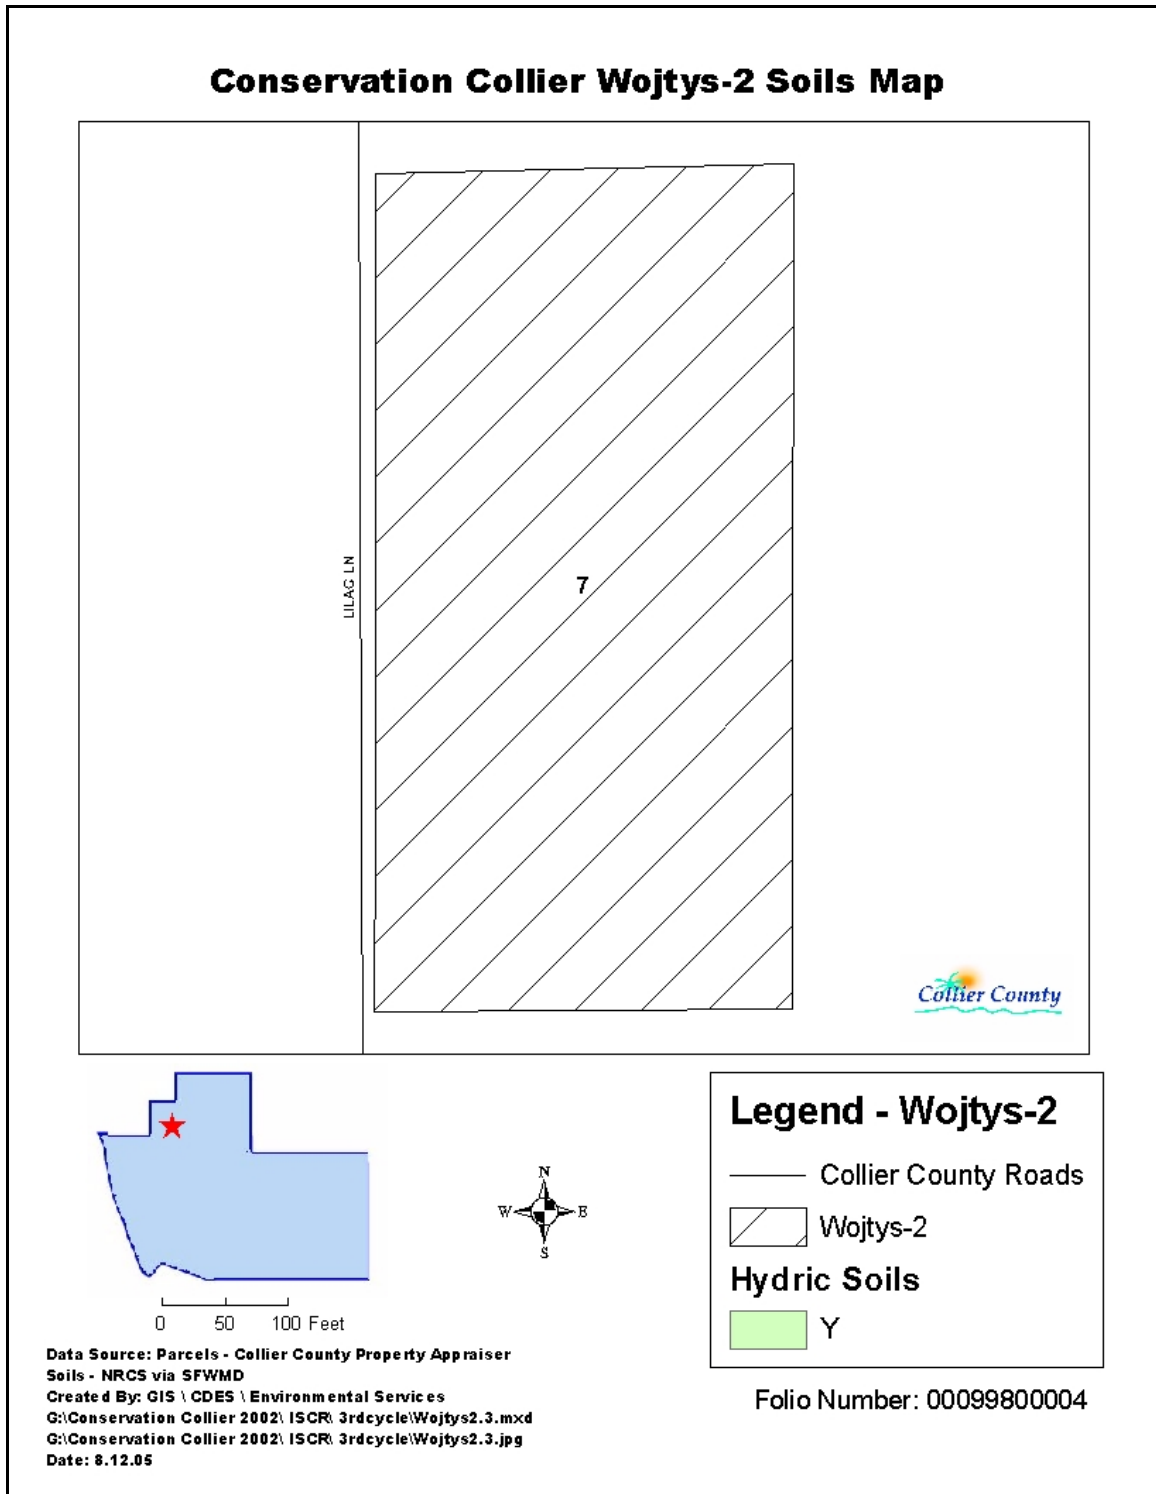 Conservation Collier Wojtys-2 Soils Map
LILAC LN
7
Collier County
N
W E
S
0 50 100 Feet
Legend - Wojtys-2
Collier County Roads
Wojtys-2
Hydric Soils
Y
Data Source: Parcels - Collier County Property Appraiser
Soils - NRCS via SFWMD
Created By: GIS \ CDES \ Environmental Services
G:\Conservation Collier 2002\ ISCR\ 3rdcycle\Wojtys2.3.mxd
G:\Conservation Collier 2002\ ISCR\ 3rdcycle\Wojtys2.3.jpg
Date: 8.12.05
Folio Number: 00099800004